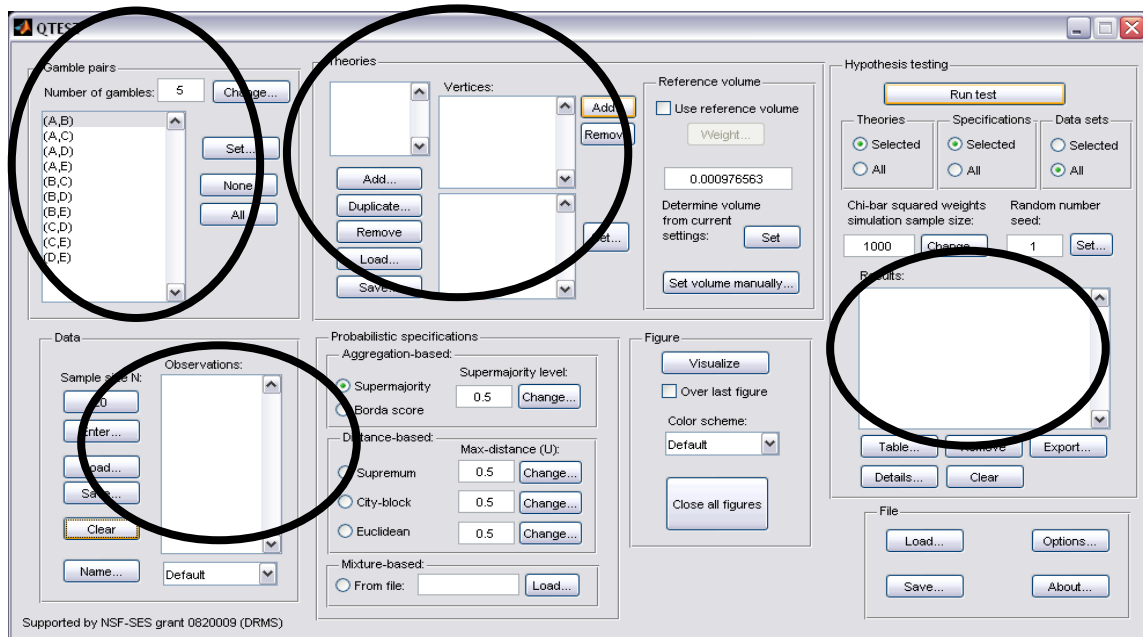 QTEST
Gamble pairs
Number of gambles: 5 Change...
(A,B)
(A,C)
(A,D)
(A,E)
(B,C)
(B,D)
(B,E)
(C,D)
(C,E)
(D,E)
Set...
None
All
Theories
Vertices:
Add...
Remove
Add...
Duplicate...
Remove
Load...
Save...
Set...
Reference volume
Use reference volume
Weight...
0.000976563
Determine volume
from current
settings: Set
Set volume manually...
Hypothesis testing
Run test
Theories
Selected
All
Specifications
Selected
All
Data sets
Selected
All
Chi-bar squared weights
simulation sample size:
1000 Change...
Random number
seed:
1 Set...
Results:
Table... Remove Export...
Details... Clear
Data
Sample size N:
20
Enter...
Load...
Save...
Clear
Name...
Observations:
Default
Probabilistic specifications
Aggregation-based:
Supermajority
Borda score
Supermajority level:
0.5 Change...
Distance-based:
Max-distance (U):
Supremum 0.5 Change...
City-block 0.5 Change...
Euclidean 0.5 Change...
Mixture-based:
From file: Load...
Figure
Visualize
Over last figure
Color scheme:
Default
Close all figures
File
Load... Options...
Save... About...
Supported by NSF-SES grant 0820009 (DRMS)